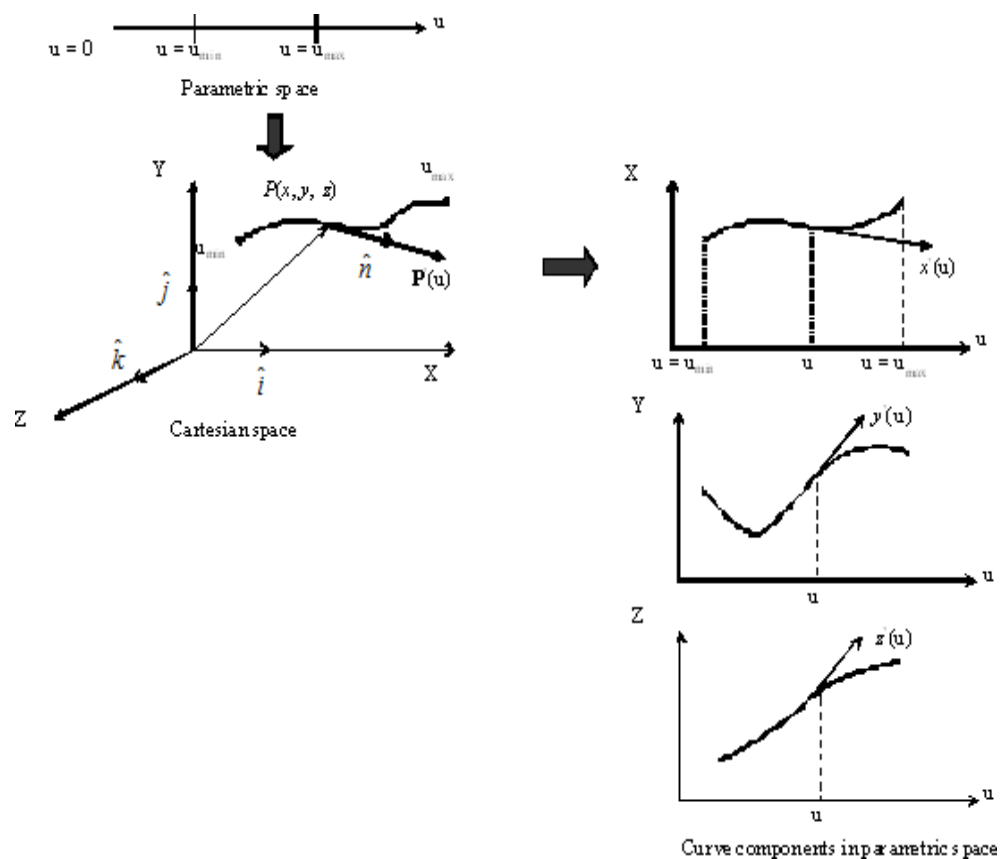 u
u = 0
u = u_min
u = u_max
Parametric space
Y
P(x, y, z)
u_max
u_min
n̂
P(u)
ĵ
k̂
î
X
Z
Cartesian space
X
x'(u)
u
u = u_min
u
u = u_max
Y
y'(u)
u
u
Z
z'(u)
u
u
Curve components in parametric space